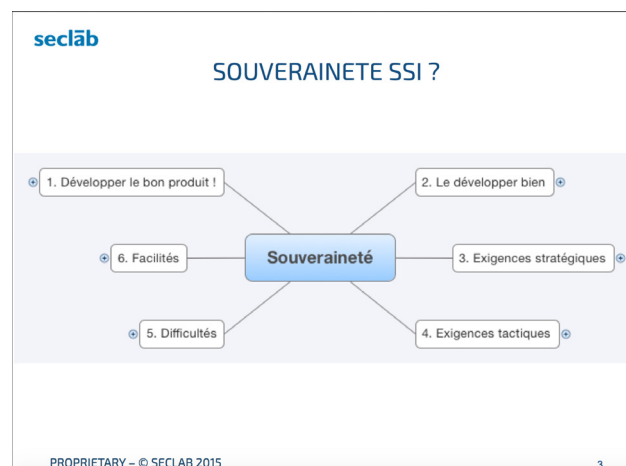 seclāb
SOUVERAINETE SSI ?
1. Développer le bon produit !
2. Le développer bien
6. Facilités
Souveraineté
3. Exigences stratégiques
5. Difficultés
4. Exigences tactiques
PROPRIETARY – © SECLAB 2015
3